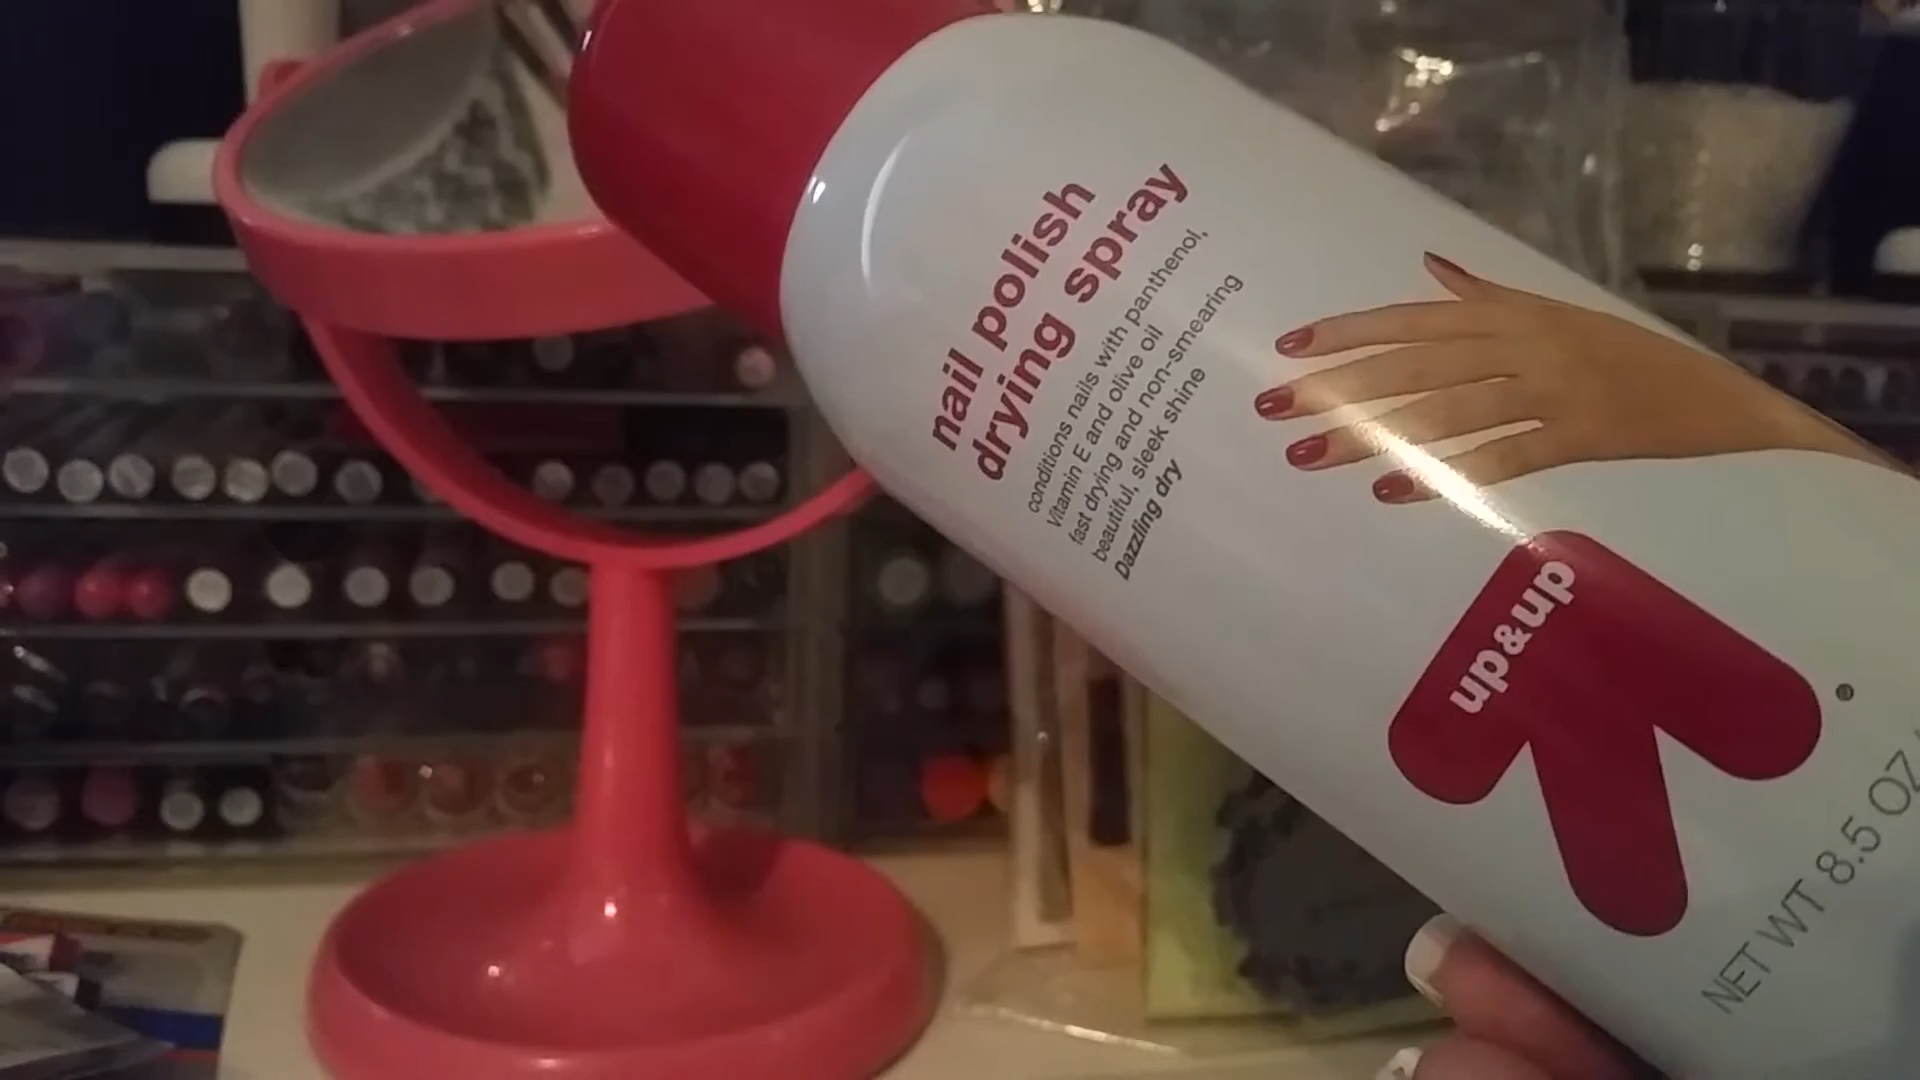 nail polish
drying spray
conditions nails with panthenol,
Vitamin E and olive oil
fast drying and non-smearing
beautiful, sleek shine
Dazzling dry
up&up
®
NET WT 8.5 OZ